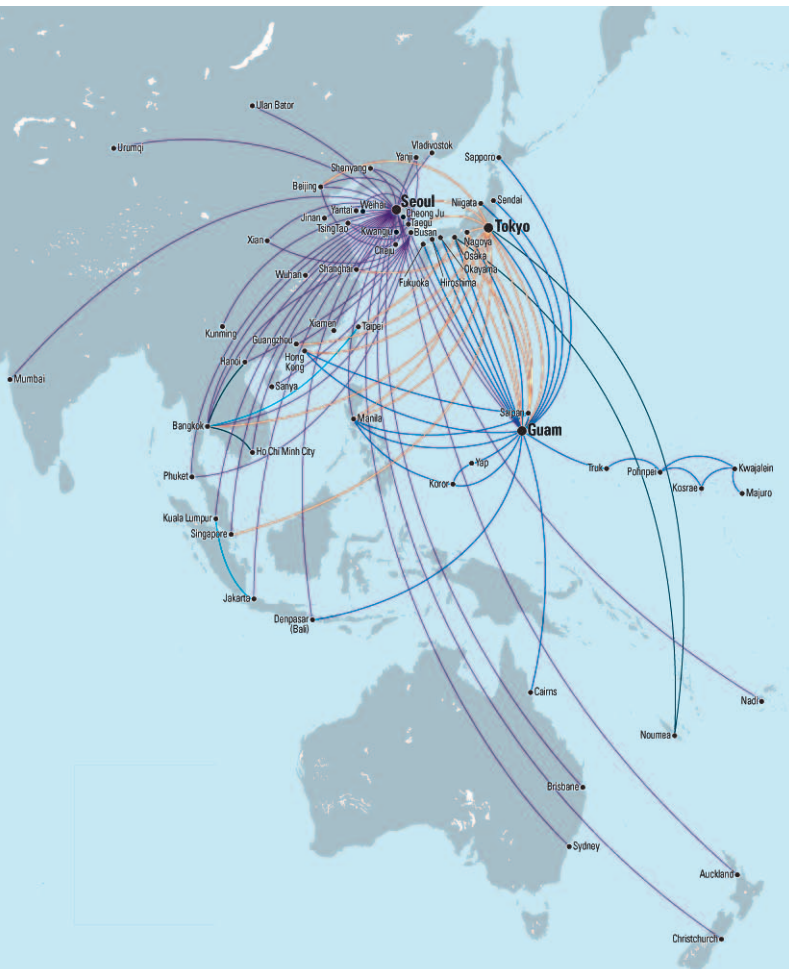 Ulan Bator
Urumqi
Vladivostok
Yanji
Sapporo
Shenyang
Beijing
Seoul
Niigata
Sendai
Yantai
Weihai
Cheong Ju
Jinan
TsingTao
Taegu
Tokyo
Kwangju
Busan
Xian
Cheju
Nagoya
Osaka
Shanghai
Okayama
Wuhan
Fukuoka
Hiroshima
Kunming
Xiamen
Taipei
Guangzhou
Hanoi
Hong
Kong
Mumbai
Sanya
Saipan
Manila
Bangkok
Guam
Ho Chi Minh City
Yap
Truk
Pohnpei
Kwajalein
Phuket
Koror
Kosrae
Majuro
Kuala Lumpur
Singapore
Jakarta
Denpasar
(Bali)
Cairns
Nadi
Noumea
Brisbane
Sydney
Auckland
Christchurch